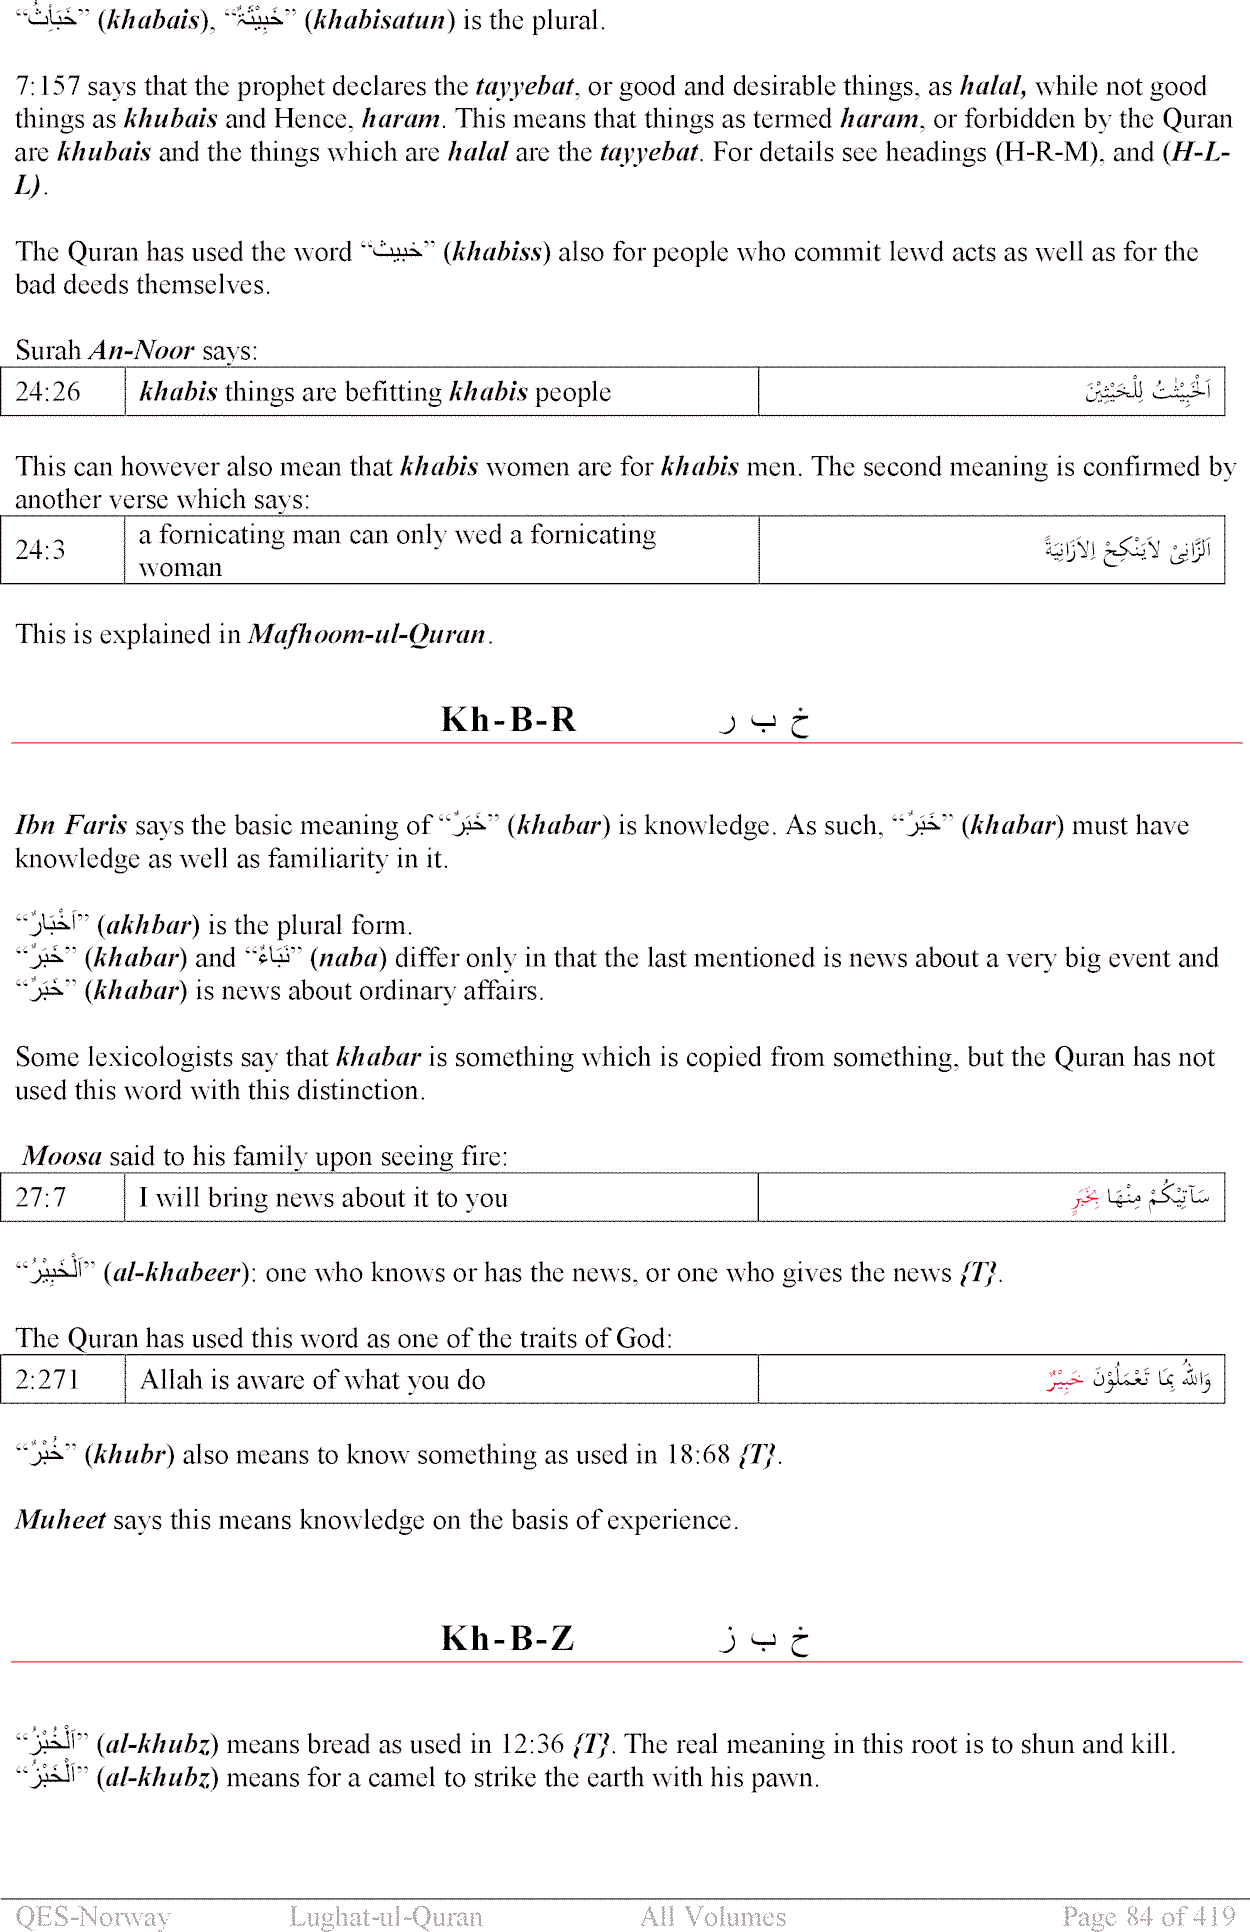 “خَبَأِثُ” (khabais), “خَبِيْثَۃٌ” (khabisatun) is the plural.
7:157 says that the prophet declares the tayyebat, or good and desirable things, as halal, while not good
things as khubais and Hence, haram. This means that things as termed haram, or forbidden by the Quran
are khubais and the things which are halal are the tayyebat. For details see headings (H-R-M), and (H-L-
L).
The Quran has used the word “خبیث” (khabiss) also for people who commit lewd acts as well as for the
bad deeds themselves.
Surah An-Noor says:
24:26 khabis things are befitting khabis people اَلْخَبِيْثٰتُ لِلْخَبِيْثِيْنَ
This can however also mean that khabis women are for khabis men. The second meaning is confirmed by
another verse which says:
24:3 a fornicating man can only wed a fornicating
woman اَلزَّانِیْ لاَیَنْکِحُ اِلاَّزَانِیَۃً
This is explained in Mafhoom-ul-Quran.
Kh-B-R خ ب ر
Ibn Faris says the basic meaning of “خَبَرٌ” (khabar) is knowledge. As such, “خَبَرٌ” (khabar) must have
knowledge as well as familiarity in it.
“اَخْبَارٌ” (akhbar) is the plural form.
“خَبَرٌ” (khabar) and “نَبَاءٌ” (naba) differ only in that the last mentioned is news about a very big event and
“خَبَرٌ” (khabar) is news about ordinary affairs.
Some lexicologists say that khabar is something which is copied from something, but the Quran has not
used this word with this distinction.
Moosa said to his family upon seeing fire:
27:7 I will bring news about it to you سَآتِيْكُمْ مِنْهَا بِخَبَرٍ
“اَلْخَبِيْرُ” (al-khabeer): one who knows or has the news, or one who gives the news {T}.
The Quran has used this word as one of the traits of God:
2:271 Allah is aware of what you do وَاللّٰهُ بِمَا تَعْمَلُوْنَ خَبِيْرٌ
“خُبْرٌ” (khubr) also means to know something as used in 18:68 {T}.
Muheet says this means knowledge on the basis of experience.
Kh-B-Z خ ب ز
“اَلْخُبْزُ” (al-khubz) means bread as used in 12:36 {T}. The real meaning in this root is to shun and kill.
“اَلْخَبْزُ” (al-khubz) means for a camel to strike the earth with his pawn.
QES-Norway Lughat-ul-Quran All Volumes Page 84 of 419